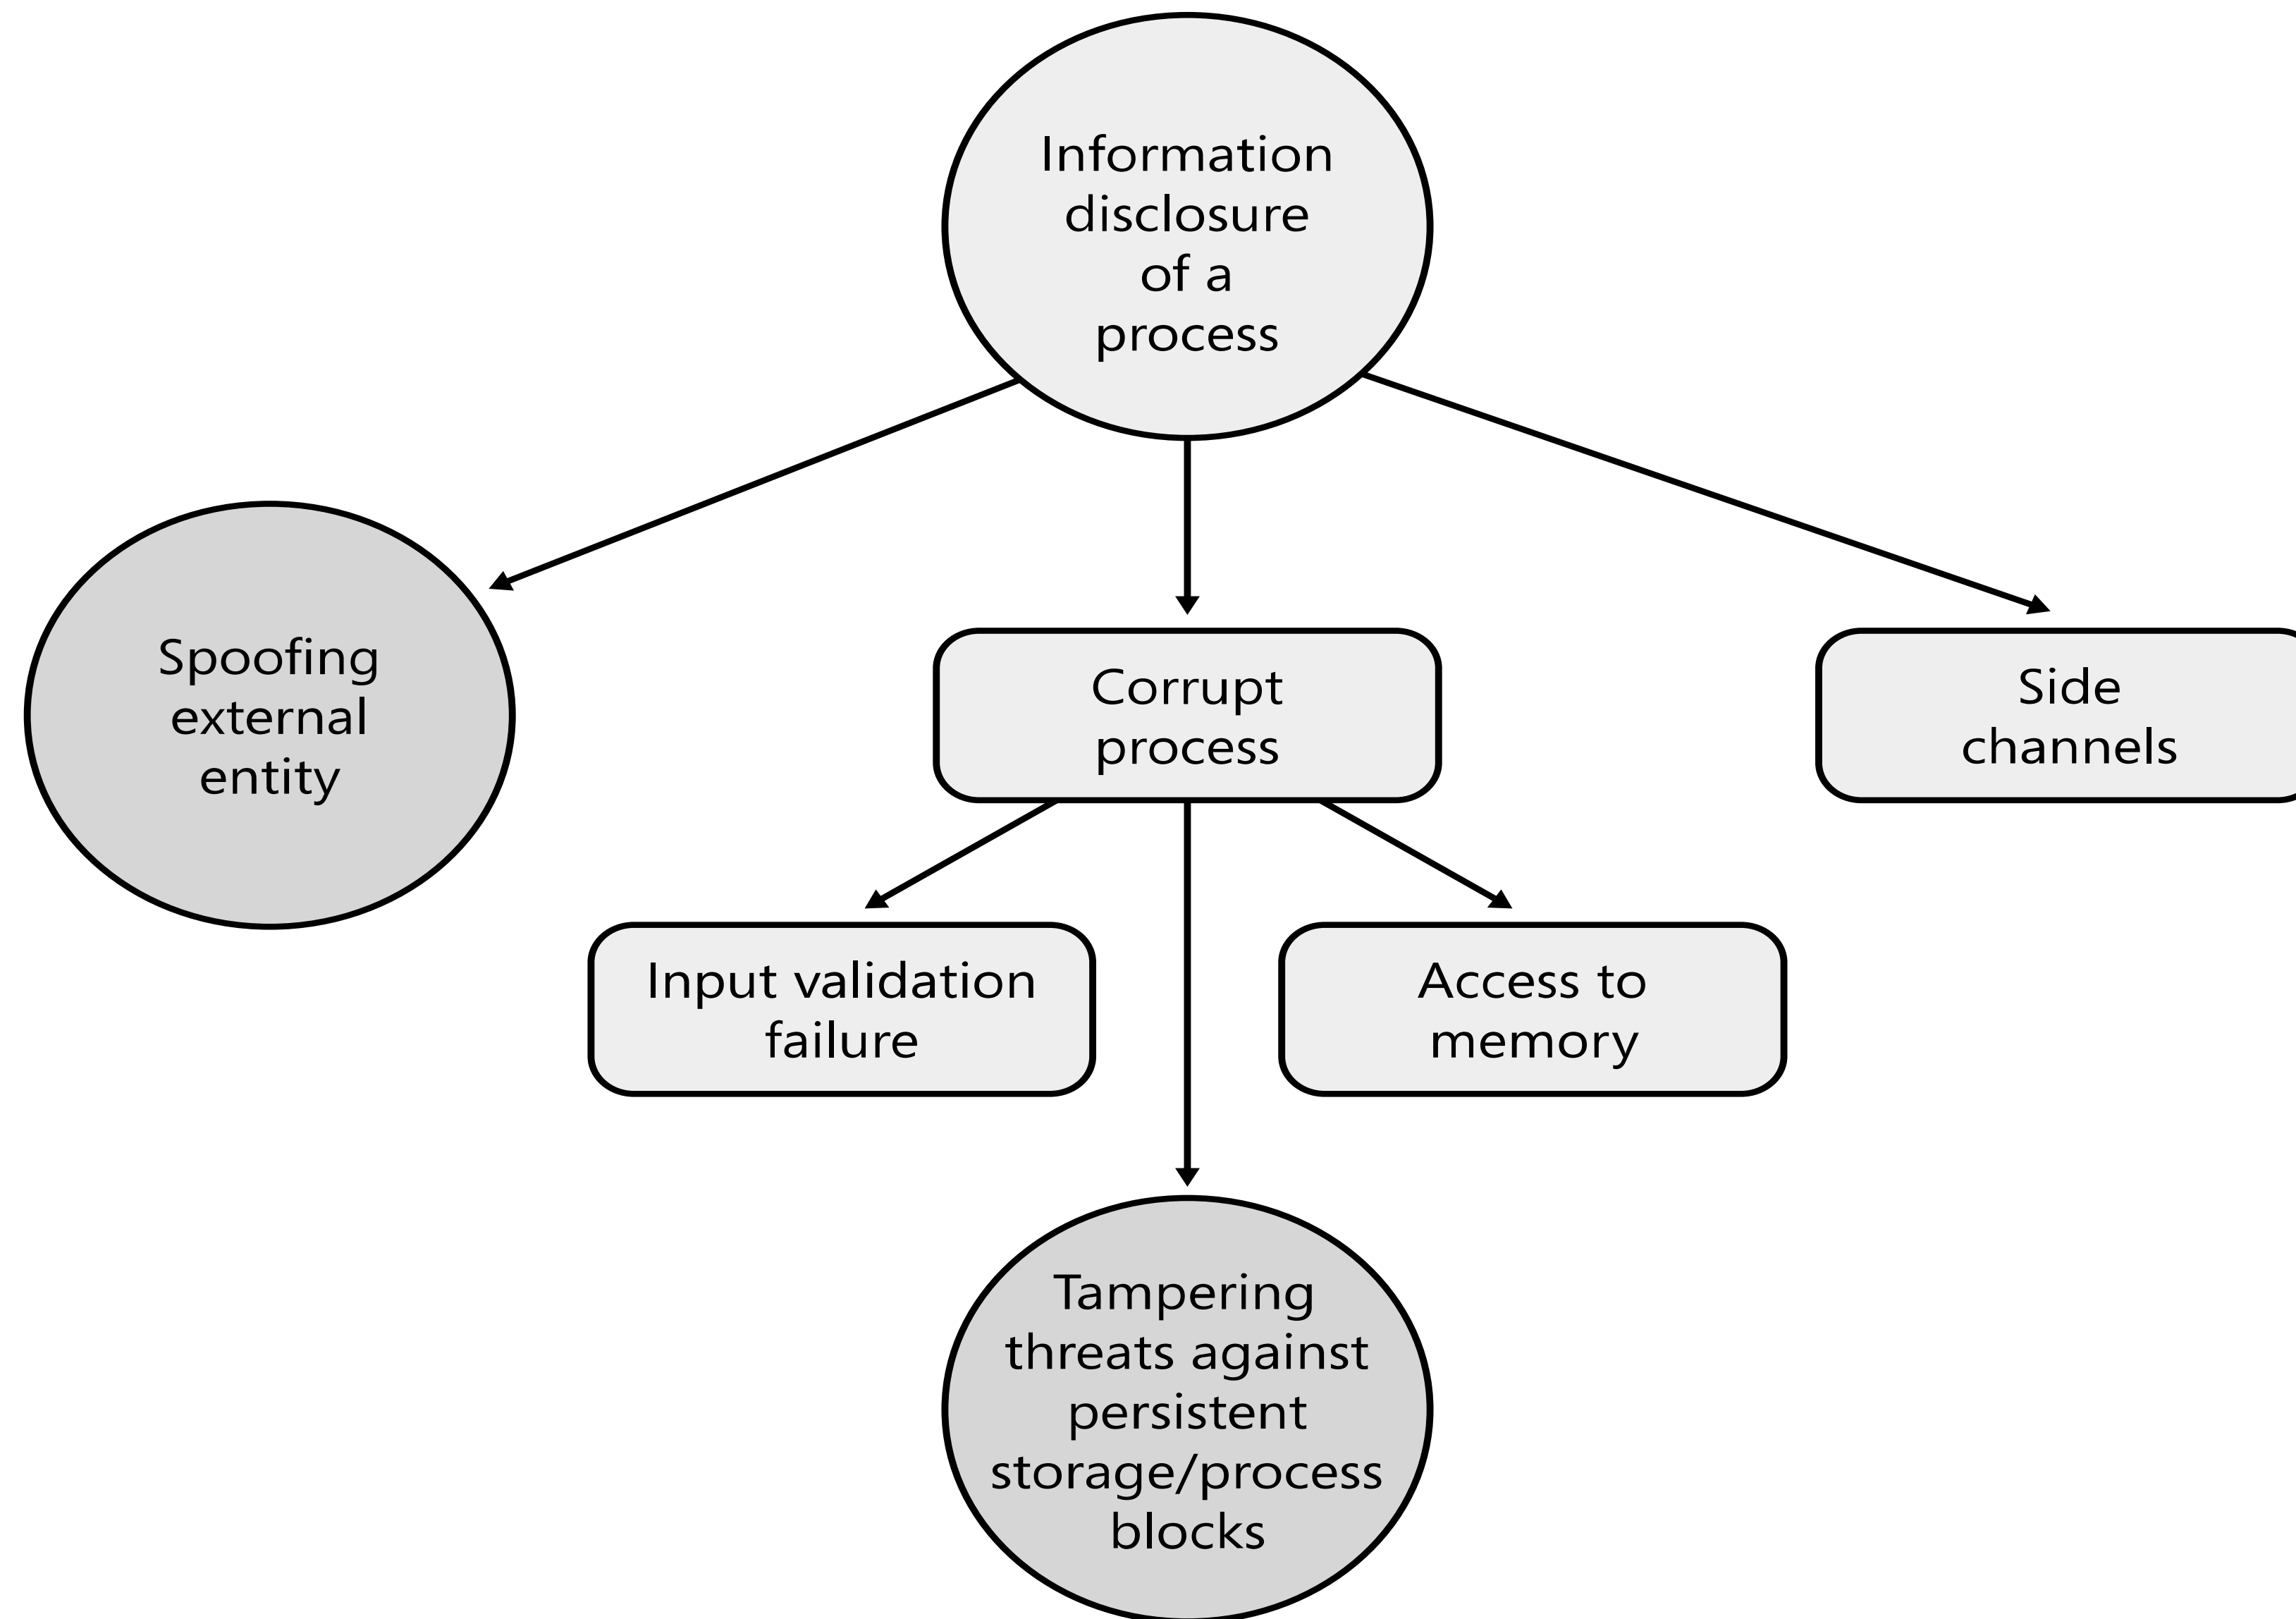 Information
disclosure
of a
process
Spoofing
external
entity
Corrupt
process
Side
channels
Input validation
failure
Access to
memory
Tampering
threats against
persistent
storage/process
blocks